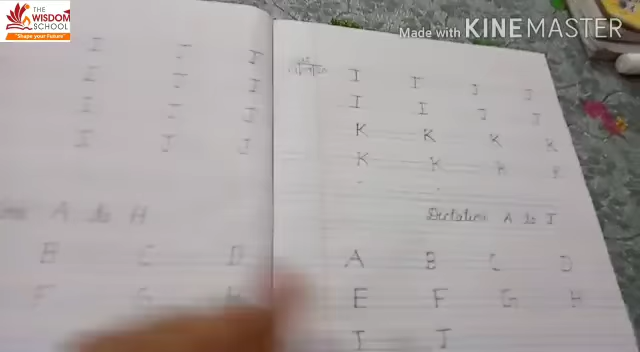 THE
WISDOM
SCHOOL
"Shape your Future"
Made with KINEMASTER
I I J
I I J
I I J
I J J
A to H
B C D
F G H
I I J J
I I J J
K K K K
K K K K
Dictation A to J
A B C D
E F G H
I J